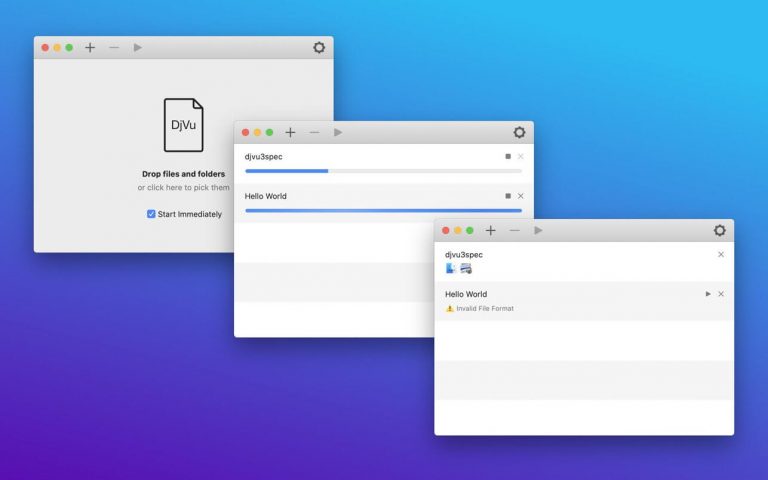 DjVu
Drop files and folders
or click here to pick them
Start Immediately
djvu3spec
Hello World
djvu3spec
Hello World
Invalid File Format